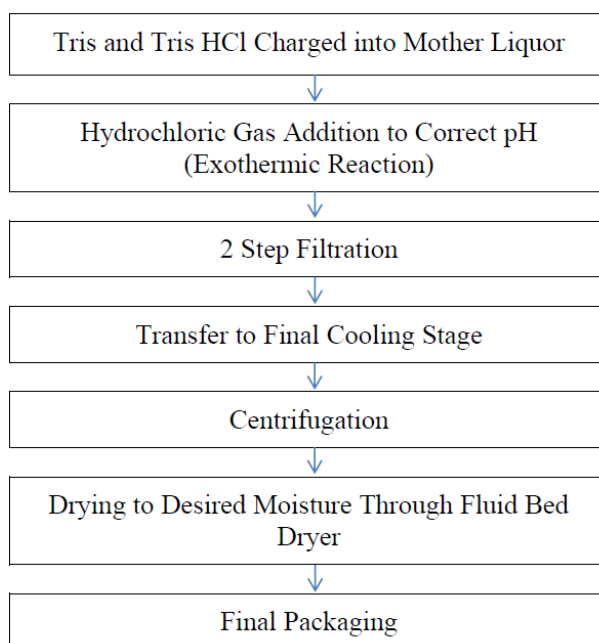 Tris and Tris HCl Charged into Mother Liquor
Hydrochloric Gas Addition to Correct pH
(Exothermic Reaction)
2 Step Filtration
Transfer to Final Cooling Stage
Centrifugation
Drying to Desired Moisture Through Fluid Bed
Dryer
Final Packaging